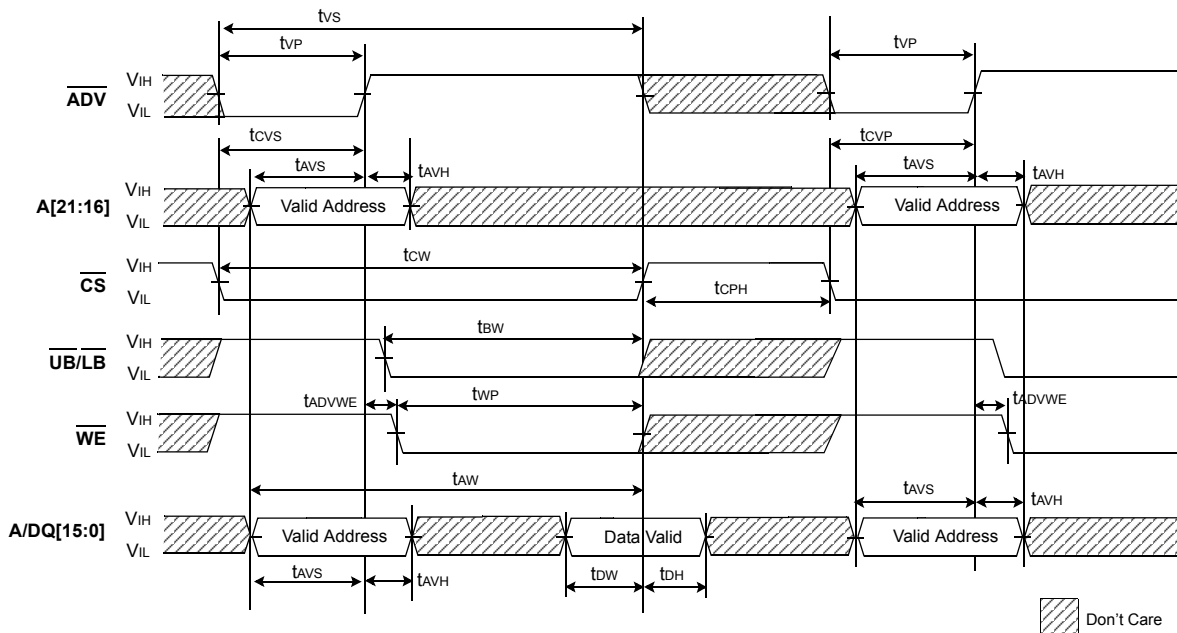 tVS
tVP
tVP
VIH
ADV
VIL
tCVS
tCVP
tAVS
tAVH
tAVS
tAVH
VIH
A[21:16]
Valid Address
Valid Address
VIL
VIH
tCW
CS
VIL
tCPH
VIH
tBW
UB/LB
VIL
tADVWE
tWP
tADVWE
VIH
WE
VIL
tAW
tAVS
tAVH
VIH
A/DQ[15:0]
Valid Address
Data Valid
Valid Address
VIL
tAVS
tAVH
tDW
tDH
Don't Care